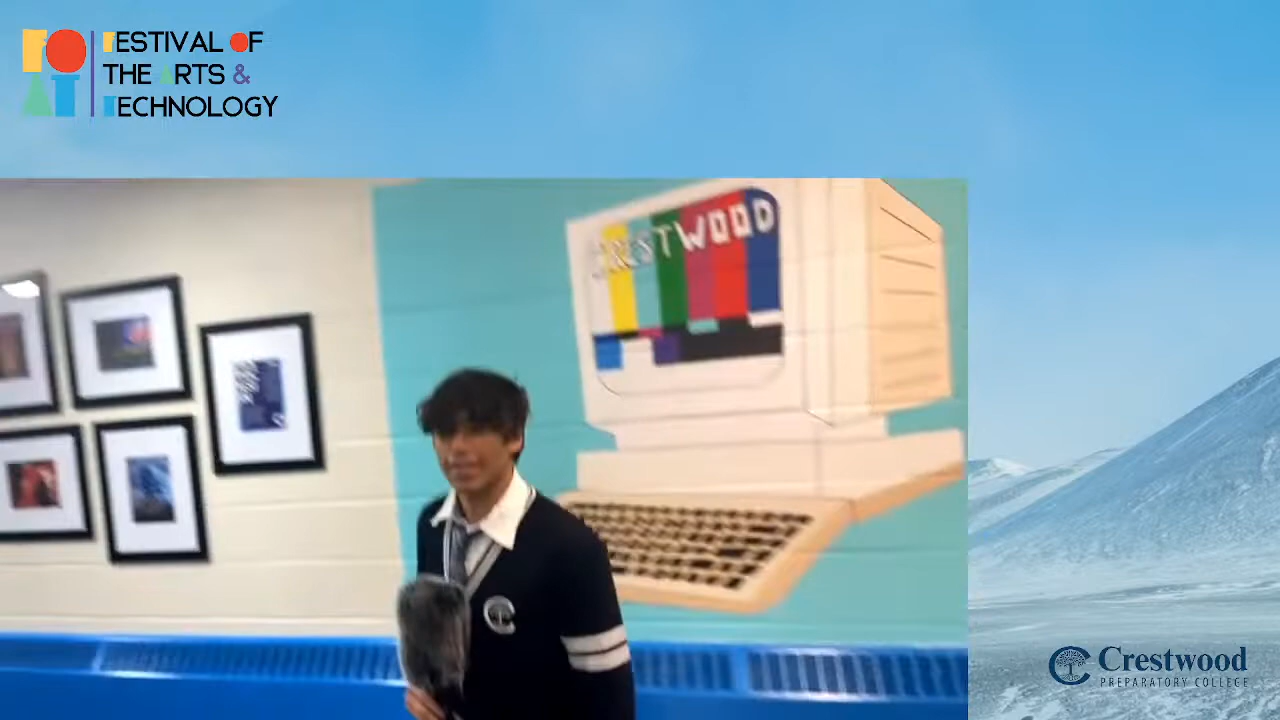 FESTIVAL OF
THE ARTS &
TECHNOLOGY
CRESTWOOD
Crestwood
PREPARATORY COLLEGE